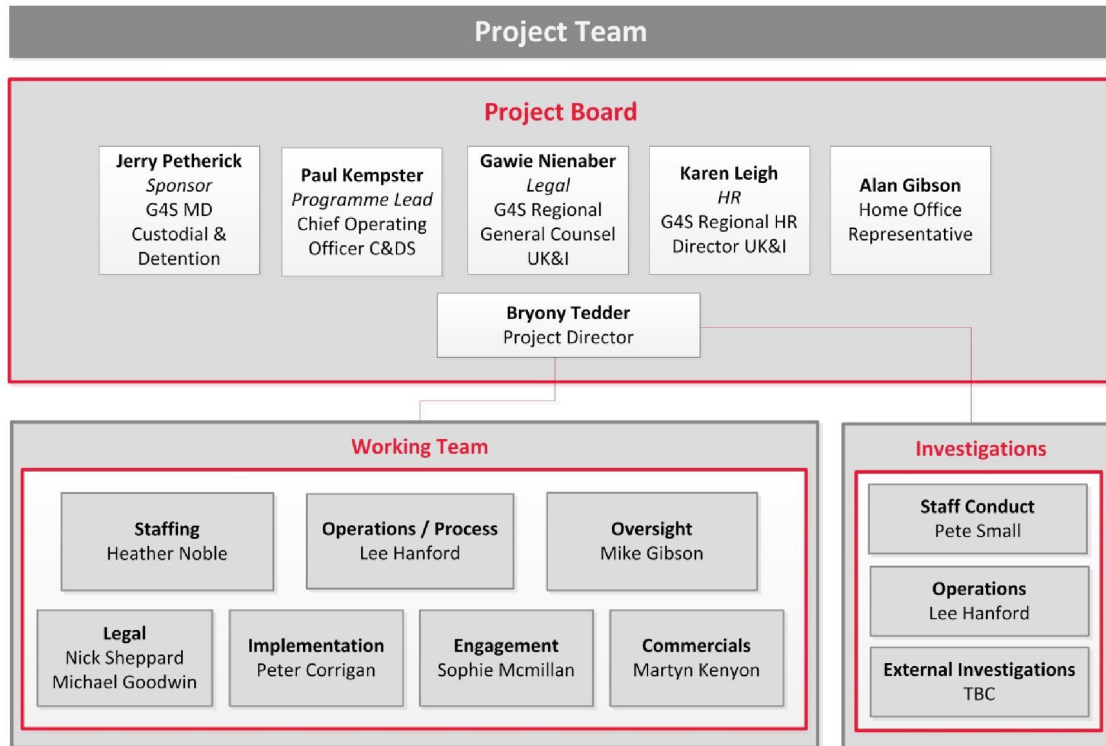 Project Team
Project Board
Jerry Petherick
Sponsor
G4S MD
Custodial &
Detention
Paul Kempster
Programme Lead
Chief Operating
Officer C&DS
Gawie Nienaber
Legal
G4S Regional
General Counsel
UK&I
Karen Leigh
HR
G4S Regional HR
Director UK&I
Alan Gibson
Home Office
Representative
Bryony Tedder
Project Director
Working Team
Staffing
Heather Noble
Operations / Process
Lee Hanford
Oversight
Mike Gibson
Legal
Nick Sheppard
Michael Goodwin
Implementation
Peter Corrigan
Engagement
Sophie Mcmillan
Commercials
Martyn Kenyon
Investigations
Staff Conduct
Pete Small
Operations
Lee Hanford
External Investigations
TBC